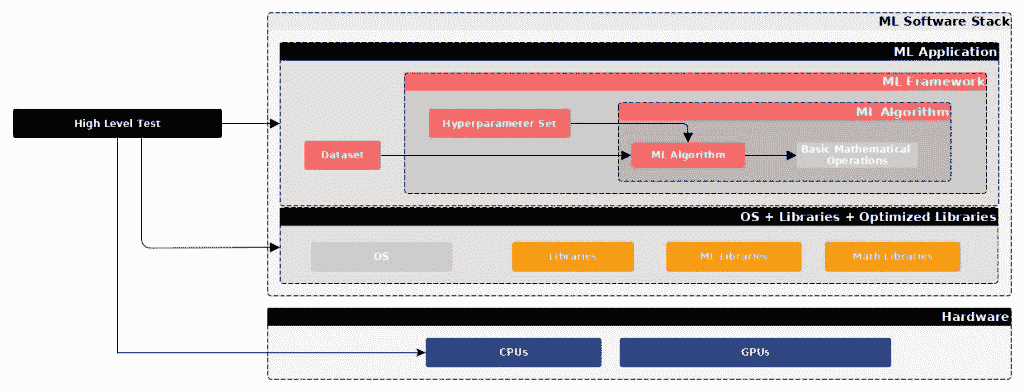 ML Software Stack
ML Application
ML Framework
ML Algorithm
High Level Test
Hyperparameter Set
Dataset
ML Algorithm
Basic Mathematical
Operations
OS + Libraries + Optimized Libraries
OS
Libraries
ML Libraries
Math Libraries
Hardware
CPUs
GPUs